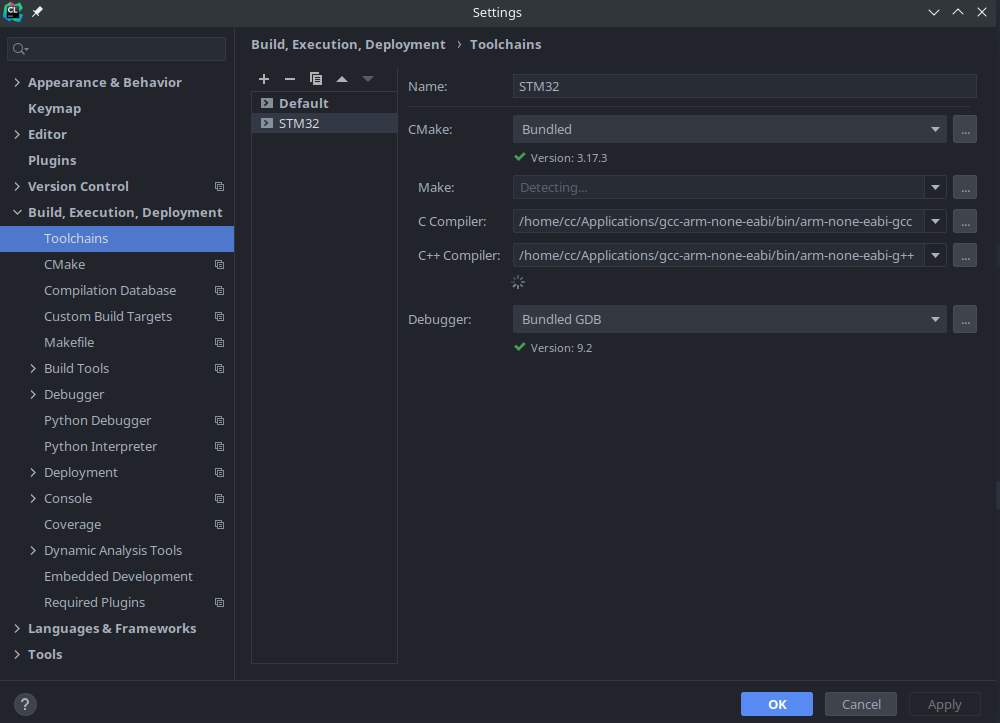 CL
Settings
Appearance & Behavior
Keymap
Editor
Plugins
Version Control
Build, Execution, Deployment
Toolchains
CMake
Compilation Database
Custom Build Targets
Makefile
Build Tools
Debugger
Python Debugger
Python Interpreter
Deployment
Console
Coverage
Dynamic Analysis Tools
Embedded Development
Required Plugins
Languages & Frameworks
Tools
Build, Execution, Deployment › Toolchains
Default
STM32
Name: STM32
CMake: Bundled ...
Version: 3.17.3
Make: Detecting... ...
C Compiler: /home/cc/Applications/gcc-arm-none-eabi/bin/arm-none-eabi-gcc ...
C++ Compiler: /home/cc/Applications/gcc-arm-none-eabi/bin/arm-none-eabi-g++ ...
Debugger: Bundled GDB ...
Version: 9.2
? OK Cancel Apply